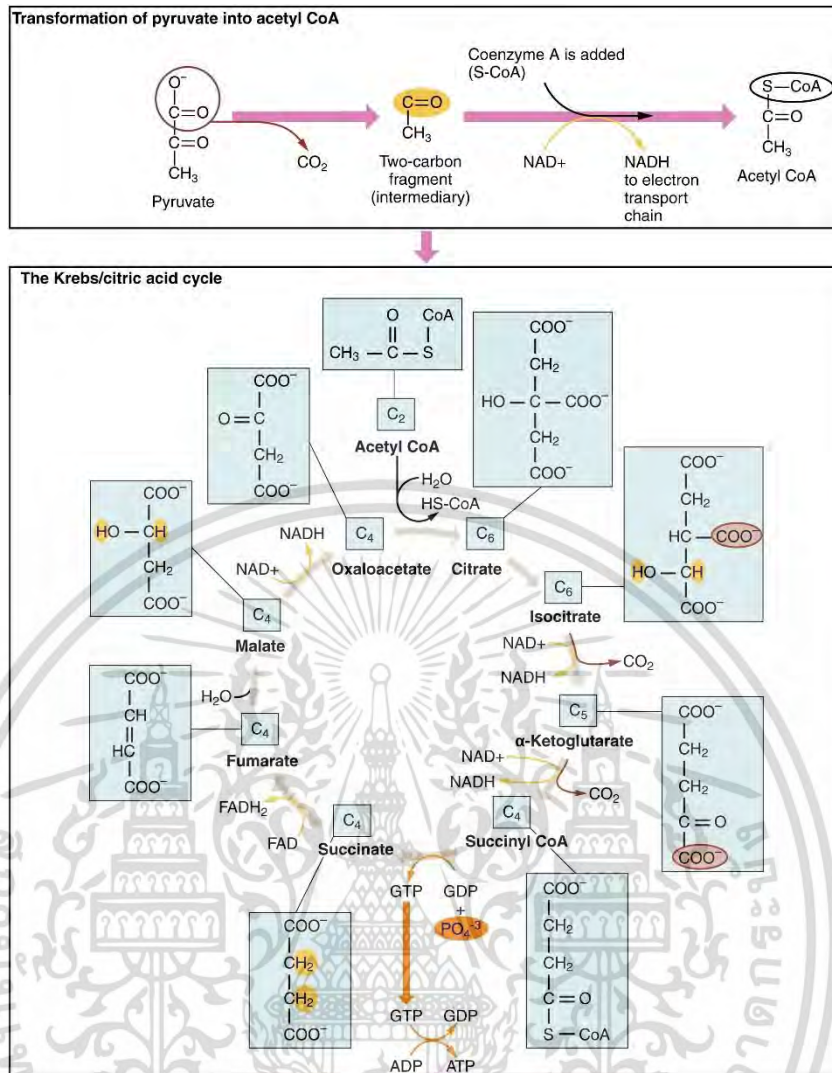 Transformation of pyruvate into acetyl CoA
O⁻
C=O
C=O
CH₃
Pyruvate
CO₂
C=O
CH₃
Two-carbon
fragment
(intermediary)
Coenzyme A is added
(S-CoA)
NAD+
NADH
to electron
transport
chain
S—CoA
C=O
CH₃
Acetyl CoA
The Krebs/citric acid cycle
O CoA
CH₃ — C — S
C₂
Acetyl CoA
H₂O
HS-CoA
COO⁻
O=C
CH₂
COO⁻
C₄
Oxaloacetate
COO⁻
CH₂
HO — C — COO⁻
CH₂
COO⁻
C₆
Citrate
COO⁻
CH₂
HC — COO⁻
HO — CH
COO⁻
C₆
Isocitrate
NAD+
NADH
CO₂
COO⁻
CH₂
CH₂
C=O
COO⁻
C₅
α-Ketoglutarate
NAD+
NADH
CO₂
C₄
Succinyl CoA
COO⁻
CH₂
CH₂
C=O
S — CoA
GTP GDP
+
PO₄⁻³
GTP GDP
ADP ATP
C₄
Succinate
COO⁻
CH2
CH2
COO⁻
FADH₂
FAD
C₄
Fumarate
COO⁻
CH
HC
COO⁻
H₂O
C₄
Malate
COO⁻
HO — CH
CH₂
COO⁻
NAD+
NADH